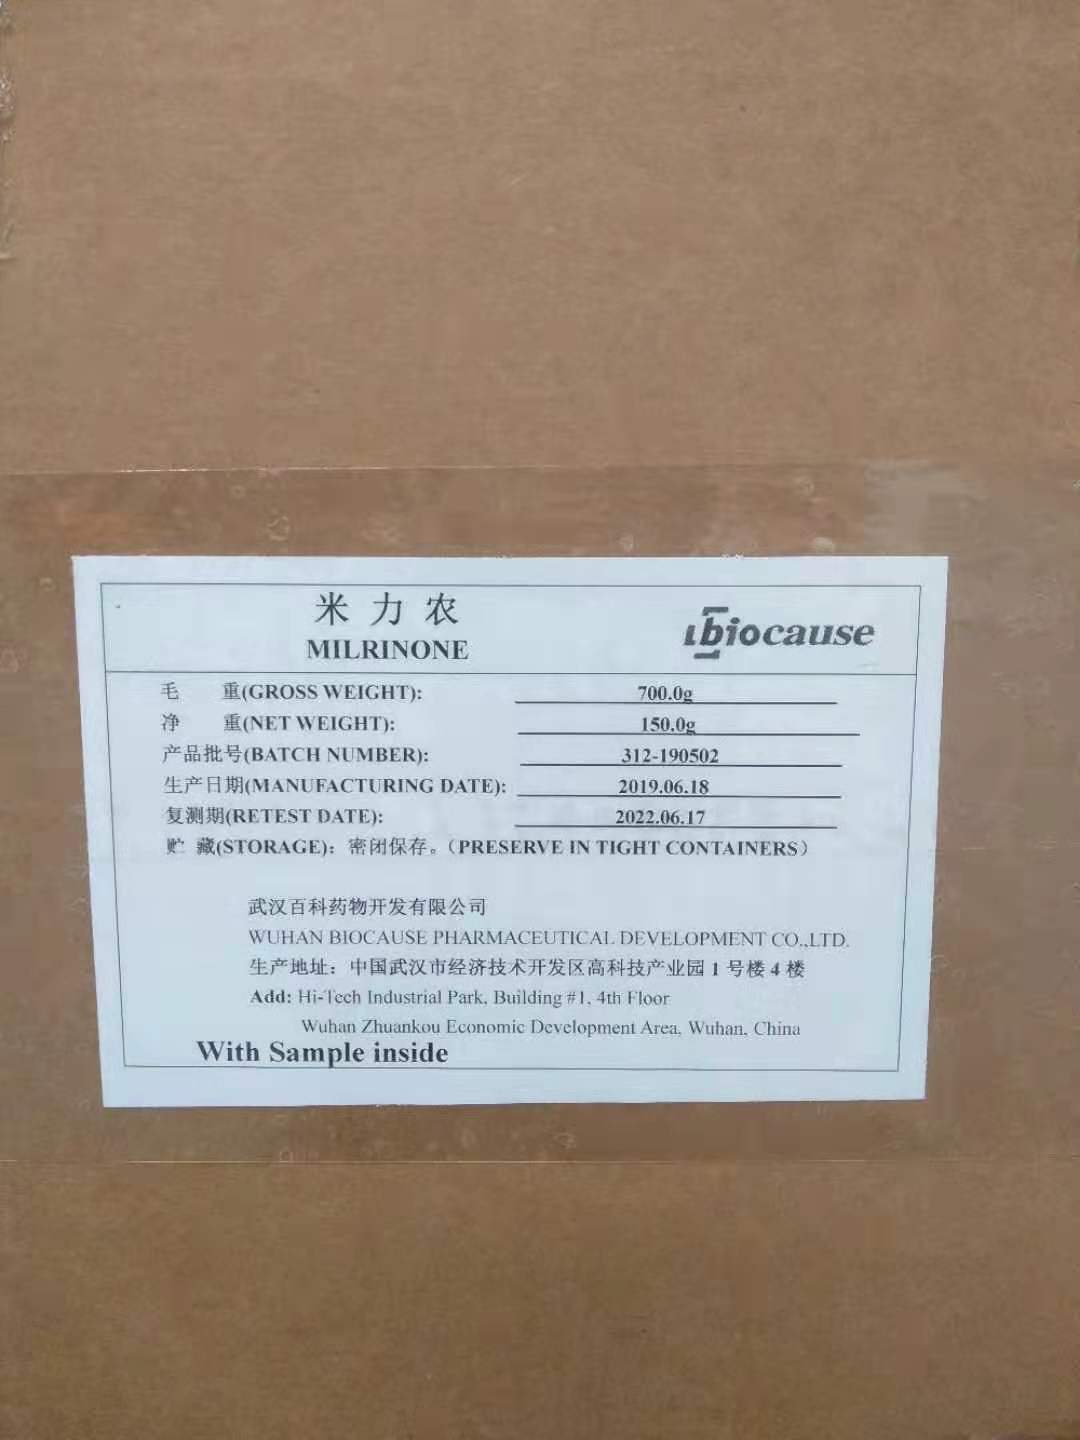 米力农
MILRINONE
biocause
毛 重(GROSS WEIGHT): 700.0g
净 重(NET WEIGHT): 150.0g
产品批号(BATCH NUMBER): 312-190502
生产日期(MANUFACTURING DATE): 2019.06.18
复测期(RETEST DATE): 2022.06.17
贮 藏(STORAGE): 密闭保存。（PRESERVE IN TIGHT CONTAINERS）
武汉百科药物开发有限公司
WUHAN BIOCAUSE PHARMACEUTICAL DEVELOPMENT CO.,LTD.
生产地址：中国武汉市经济技术开发区高科技产业园 1 号楼 4 楼
Add: Hi-Tech Industrial Park, Building #1, 4th Floor
Wuhan Zhuankou Economic Development Area, Wuhan, China
With Sample inside